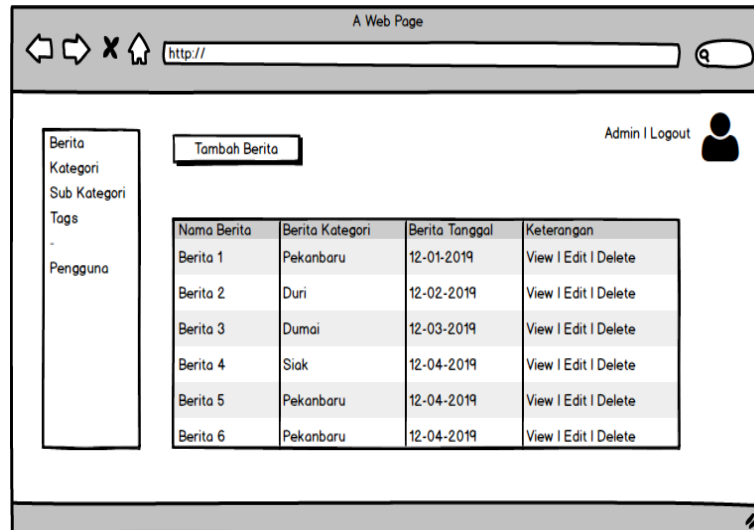 A Web Page
http://
Admin | Logout
Berita
Kategori
Sub Kategori
Tags
-
Pengguna
Tambah Berita
Nama Berita Berita Kategori Berita Tanggal Keterangan
Berita 1 Pekanbaru 12-01-2019 View | Edit | Delete
Berita 2 Duri 12-02-2019 View | Edit | Delete
Berita 3 Dumai 12-03-2019 View | Edit | Delete
Berita 4 Siak 12-04-2019 View | Edit | Delete
Berita 5 Pekanbaru 12-04-2019 View | Edit | Delete
Berita 6 Pekanbaru 12-04-2019 View | Edit | Delete